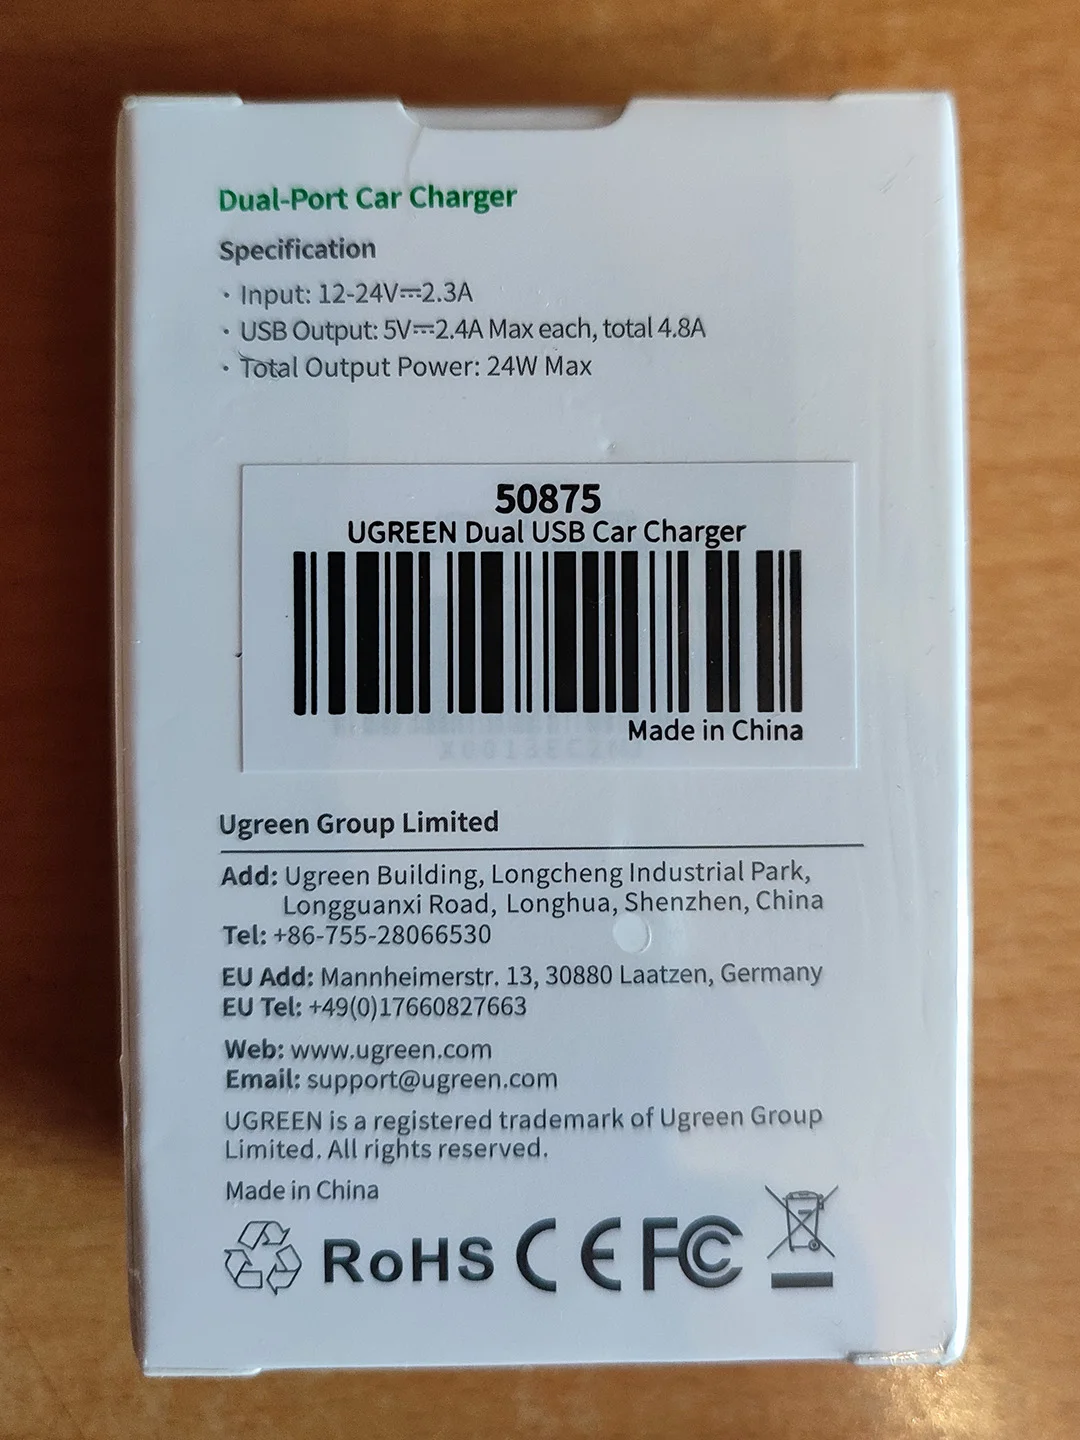 Dual-Port Car Charger
Specification
· Input: 12-24V⎓2.3A
· USB Output: 5V⎓2.4A Max each, total 4.8A
· Total Output Power: 24W Max
50875
UGREEN Dual USB Car Charger
Made in China
Ugreen Group Limited
Add: Ugreen Building, Longcheng Industrial Park,
Longguanxi Road, Longhua, Shenzhen, China
Tel: +86-755-28066530
EU Add: Mannheimerstr. 13, 30880 Laatzen, Germany
EU Tel: +49(0)17660827663
Web: www.ugreen.com
Email: support@ugreen.com
UGREEN is a registered trademark of Ugreen Group
Limited. All rights reserved.
Made in China
RoHS CE FC